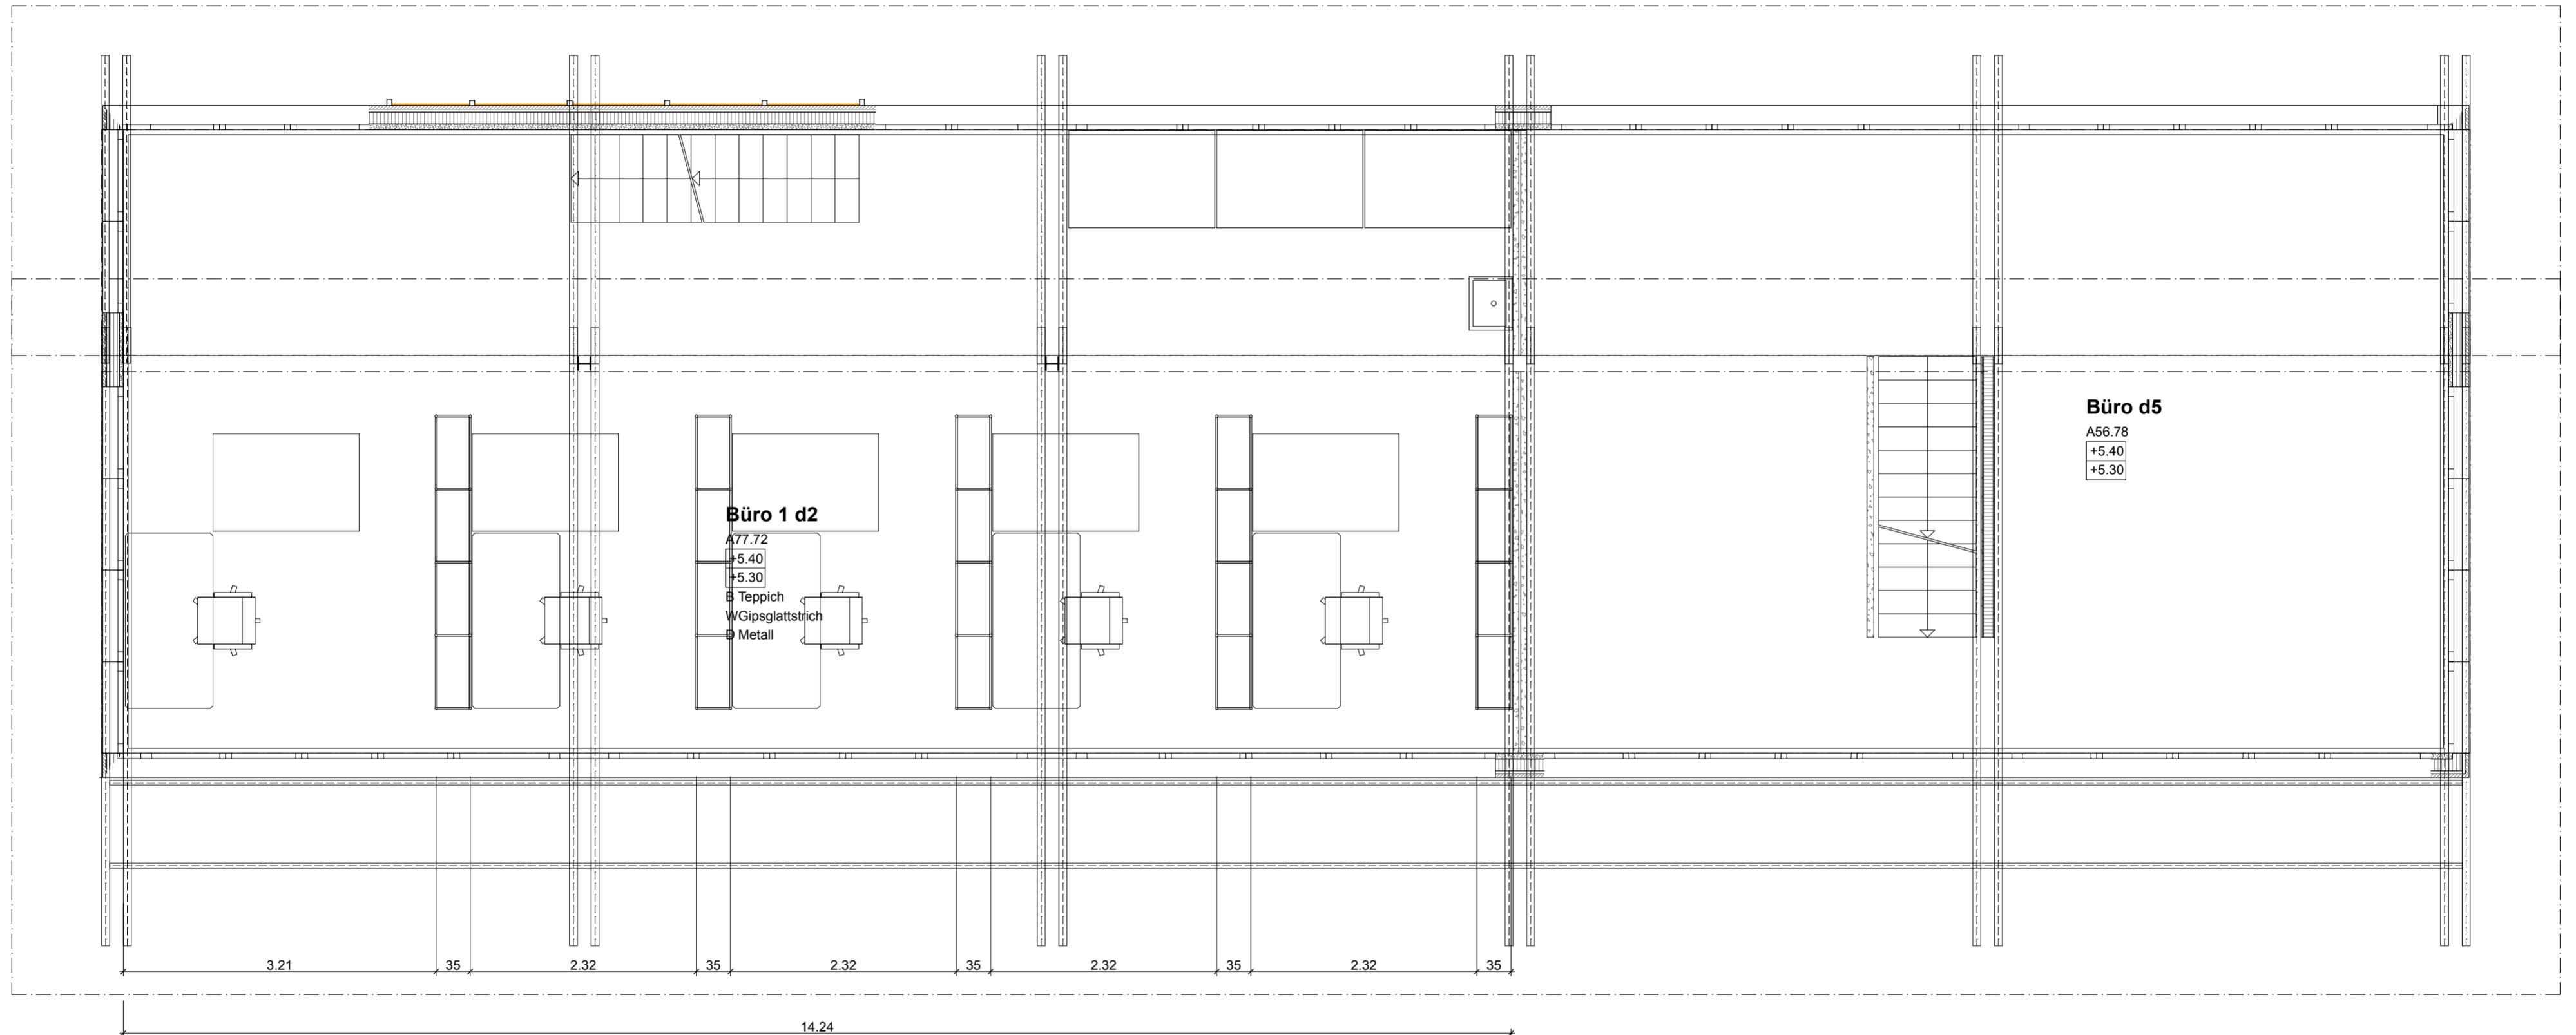 Büro d5
A56.78
+5.40
+5.30
Büro 1 d2
A77.72
+5.40
+5.30
B Teppich
WGipsglattstrich
D Metall
3.21 35 2.32 35 2.32 35 2.32 35 2.32 35
14.24